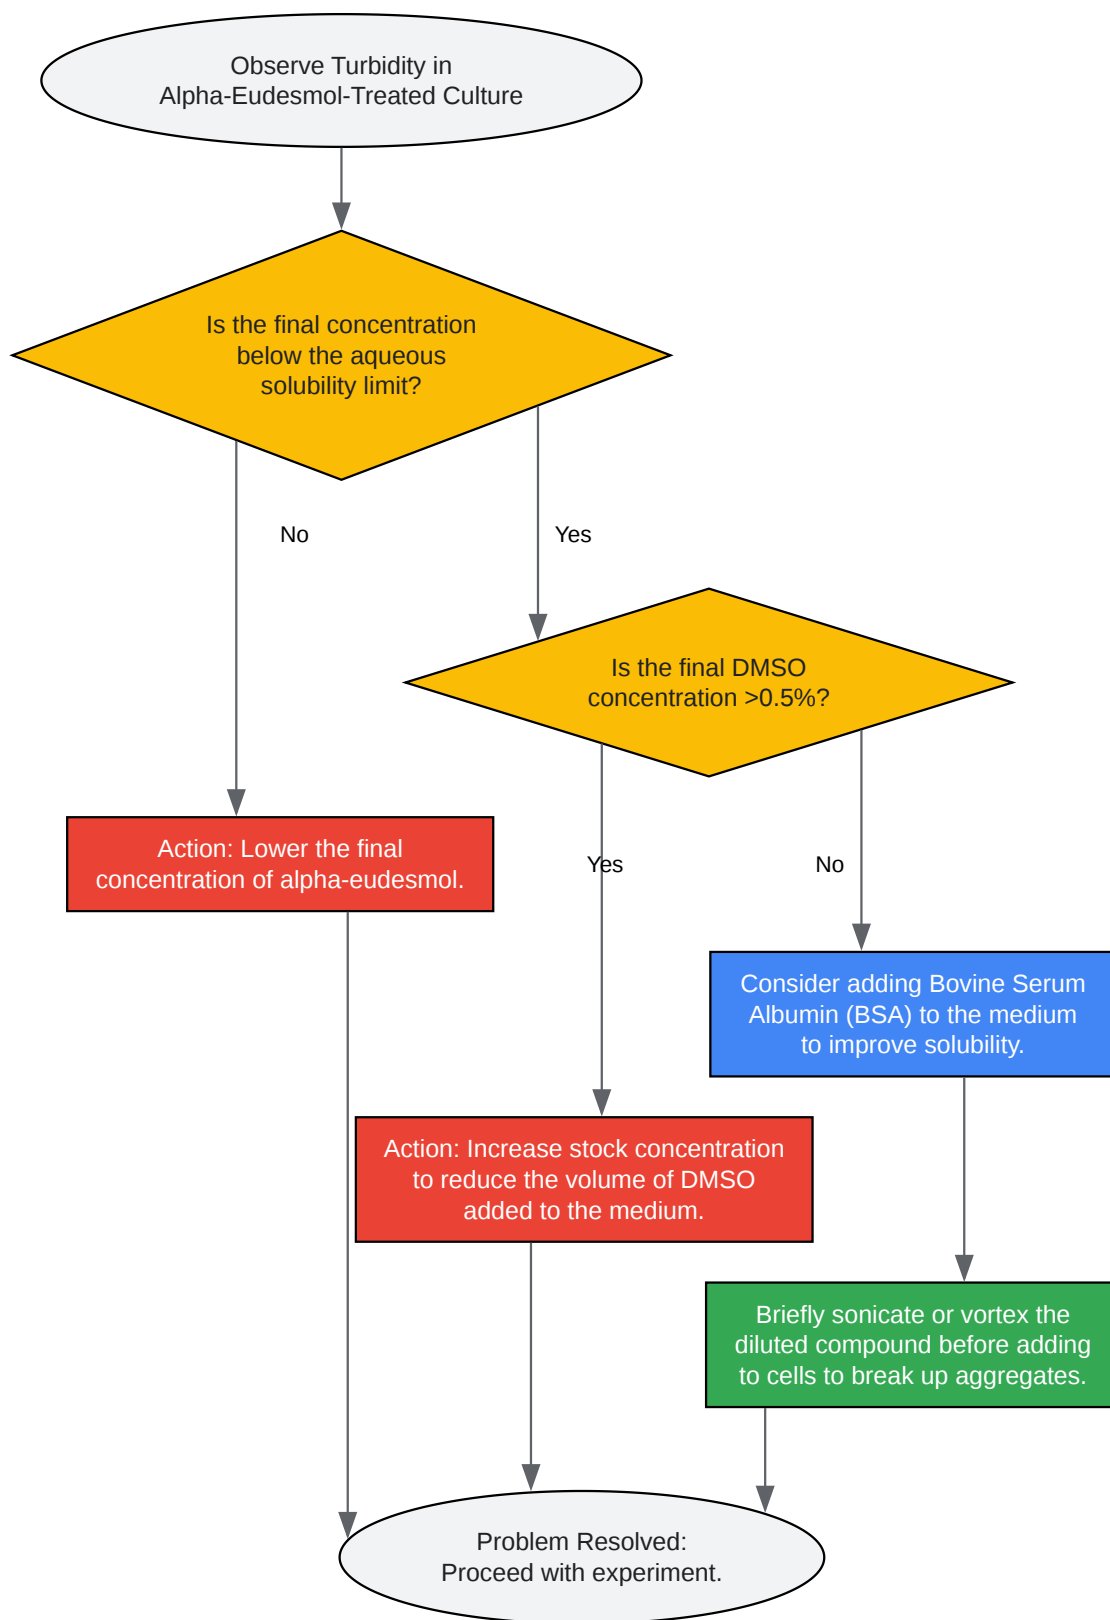 Observe Turbidity in
Alpha-Eudesmol-Treated Culture
Is the final concentration
below the aqueous
solubility limit?
No
Yes
Is the final DMSO
concentration >0.5%?
Action: Lower the final
concentration of alpha-eudesmol.
Yes
No
Consider adding Bovine Serum
Albumin (BSA) to the medium
to improve solubility.
Action: Increase stock concentration
to reduce the volume of DMSO
added to the medium.
Briefly sonicate or vortex the
diluted compound before adding
to cells to break up aggregates.
Problem Resolved:
Proceed with experiment.